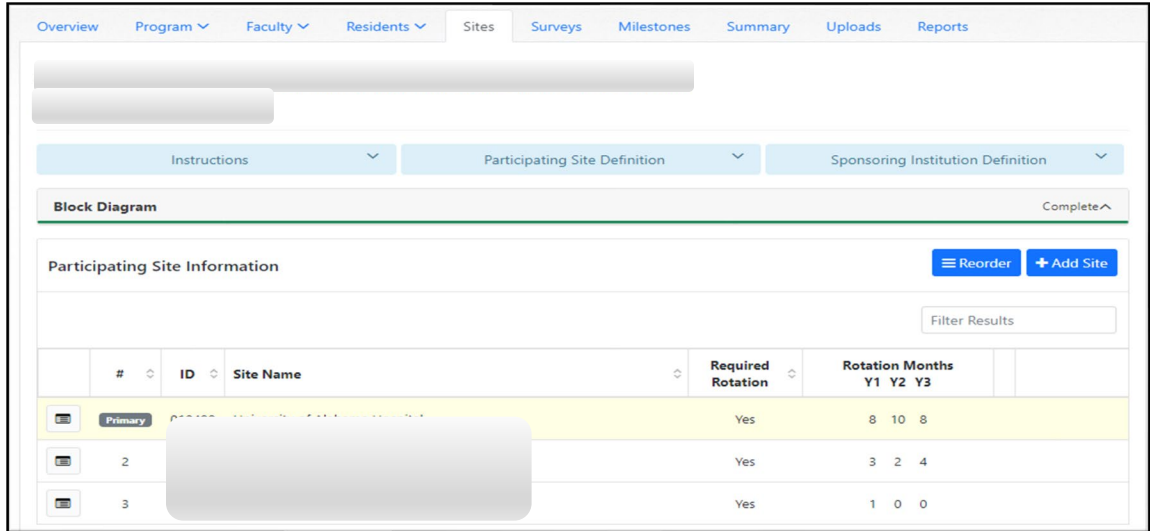 Overview Program Faculty Residents Sites Surveys Milestones Summary Uploads Reports
Instructions Participating Site Definition Sponsoring Institution Definition
Block Diagram Complete
Participating Site Information Reorder + Add Site
Filter Results
# ID Site Name Required Rotation Rotation Months Y1 Y2 Y3
Primary Yes 8 10 8
2 Yes 3 2 4
3 Yes 1 0 0